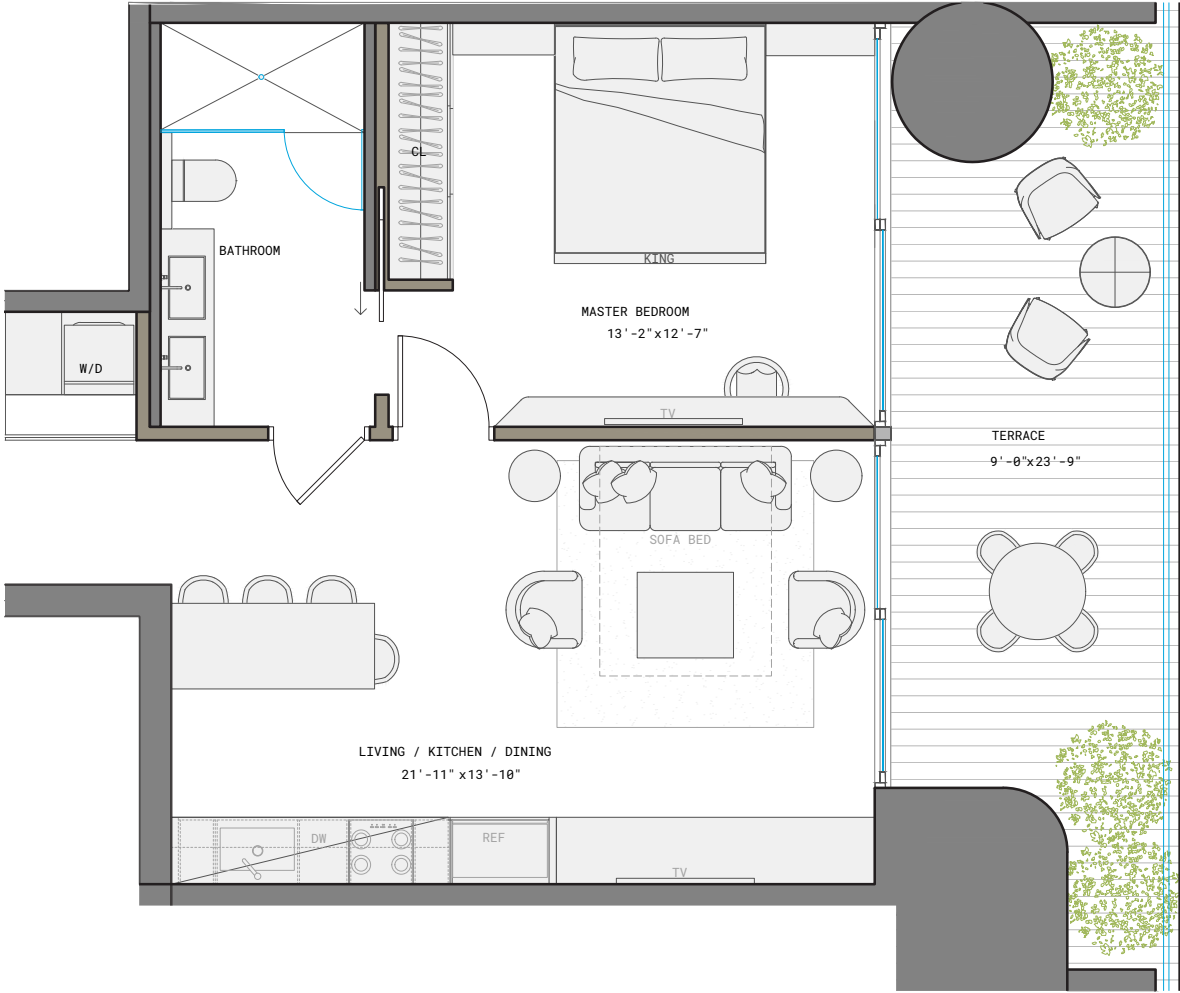 CL
BATHROOM
KING
MASTER BEDROOM
13'-2"x12'-7"
W/D
TV
TERRACE
9'-0"x23'-9"
SOFA BED
LIVING / KITCHEN / DINING
21'-11"x13'-10"
DW
REF
TV